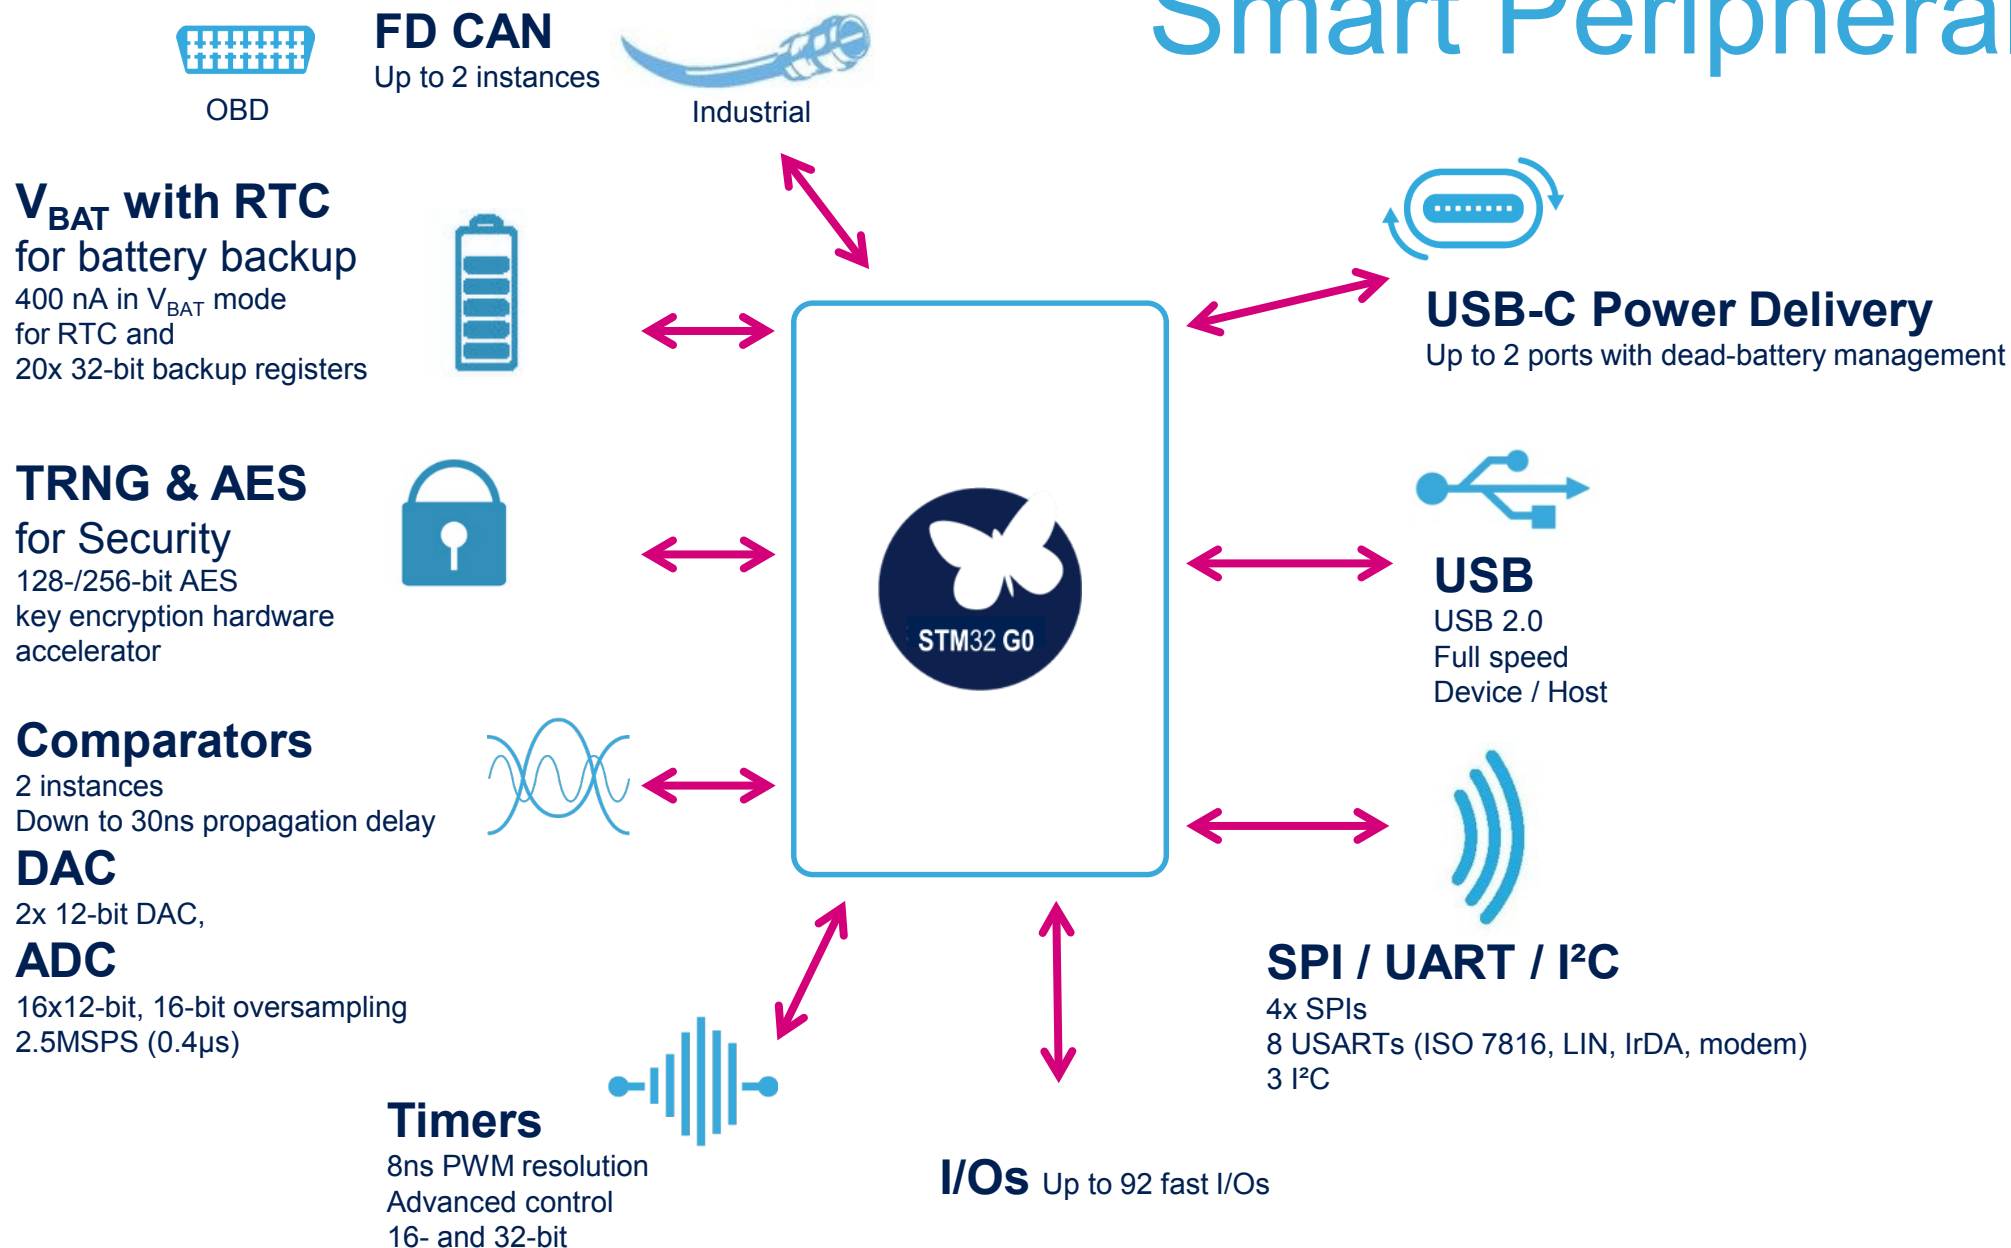 Smart Peripheral
FD CAN
Up to 2 instances
OBD
Industrial
V_BAT with RTC
for battery backup
400 nA in V_BAT mode
for RTC and
20x 32-bit backup registers
USB-C Power Delivery
Up to 2 ports with dead-battery management
TRNG & AES
for Security
128-/256-bit AES
key encryption hardware
accelerator
STM32 G0
USB
USB 2.0
Full speed
Device / Host
Comparators
2 instances
Down to 30ns propagation delay
DAC
2x 12-bit DAC,
ADC
16x12-bit, 16-bit oversampling
2.5MSPS (0.4µs)
SPI / UART / I²C
4x SPIs
8 USARTs (ISO 7816, LIN, IrDA, modem)
3 I²C
Timers
8ns PWM resolution
Advanced control
16- and 32-bit
I/Os Up to 92 fast I/Os